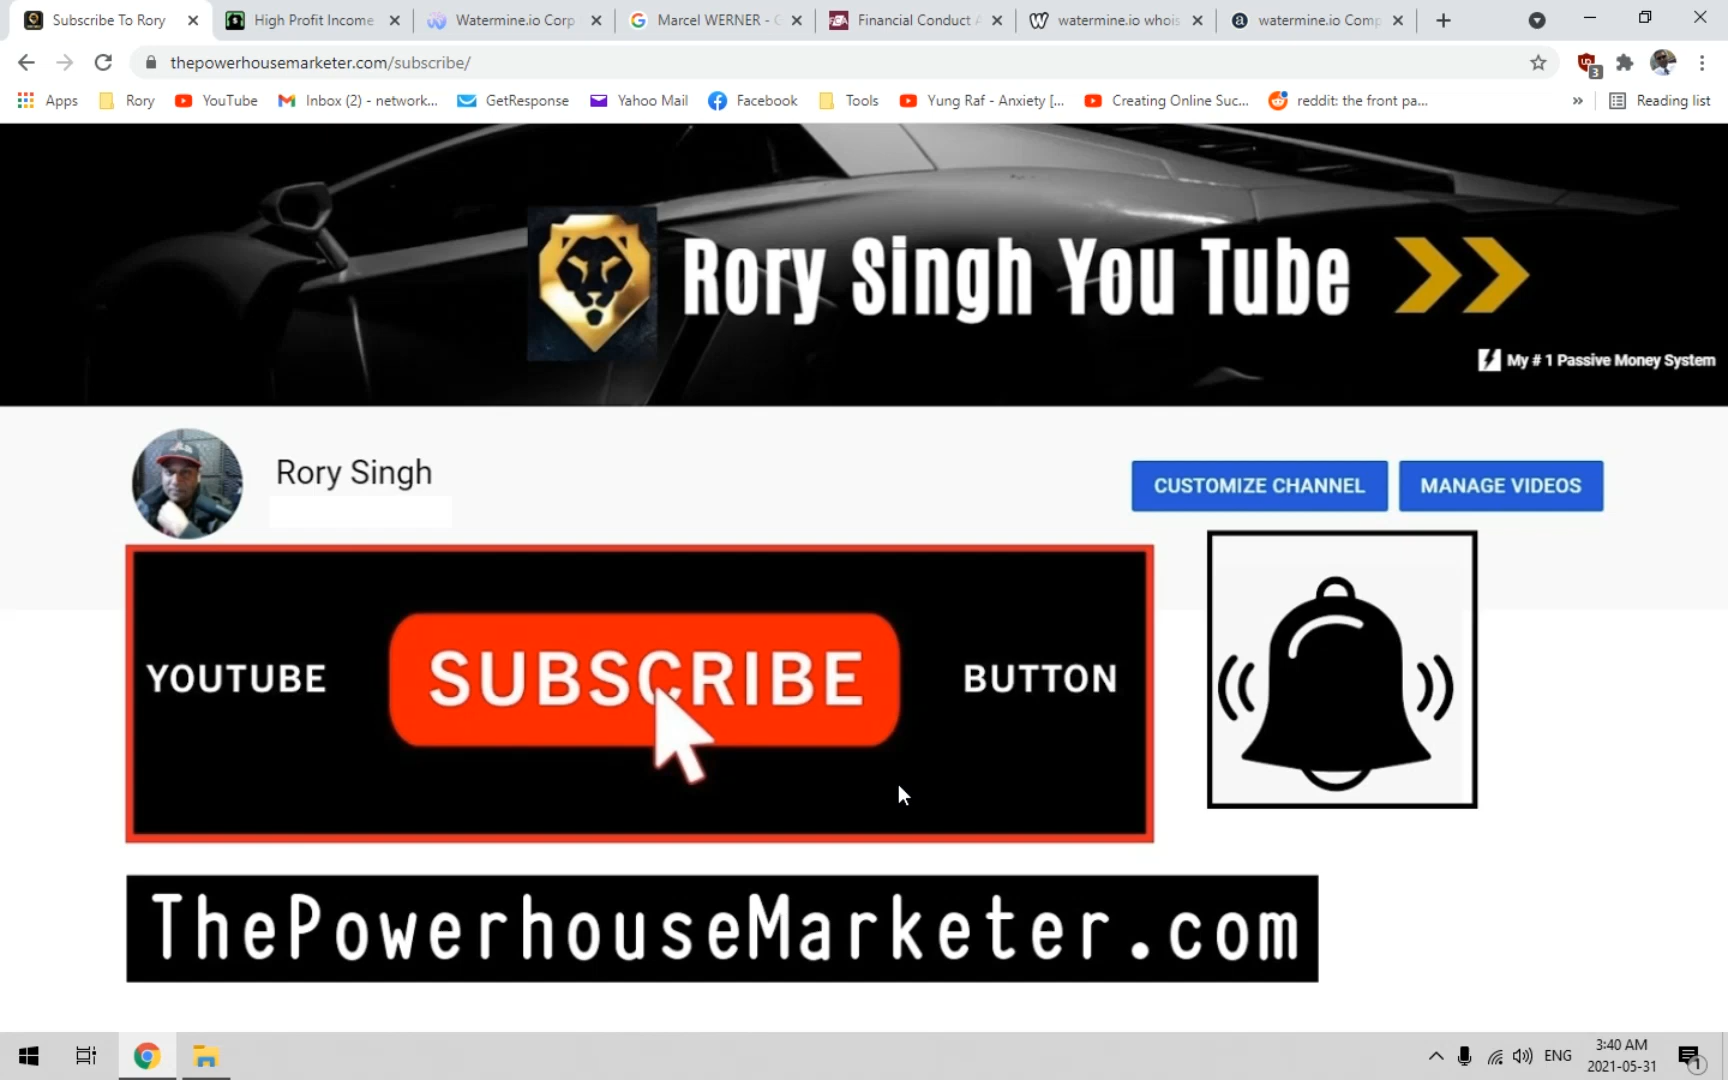 Subscribe To Rory
High Profit Income
Watermine.io Corp
Marcel WERNER - G
Financial Conduct A
watermine.io whois
watermine.io Comp
thepowerhousemarketer.com/subscribe/
3
Apps
Rory
YouTube
Inbox (2) - network...
GetResponse
Yahoo Mail
Facebook
Tools
Yung Raf - Anxiety [...
Creating Online Suc...
reddit: the front pa...
Reading list
Rory Singh You Tube
My # 1 Passive Money System
Rory Singh
CUSTOMIZE CHANNEL
MANAGE VIDEOS
YOUTUBE SUBSCRIBE BUTTON
ThePowerhouseMarketer.com
ENG
3:40 AM
2021-05-31
1